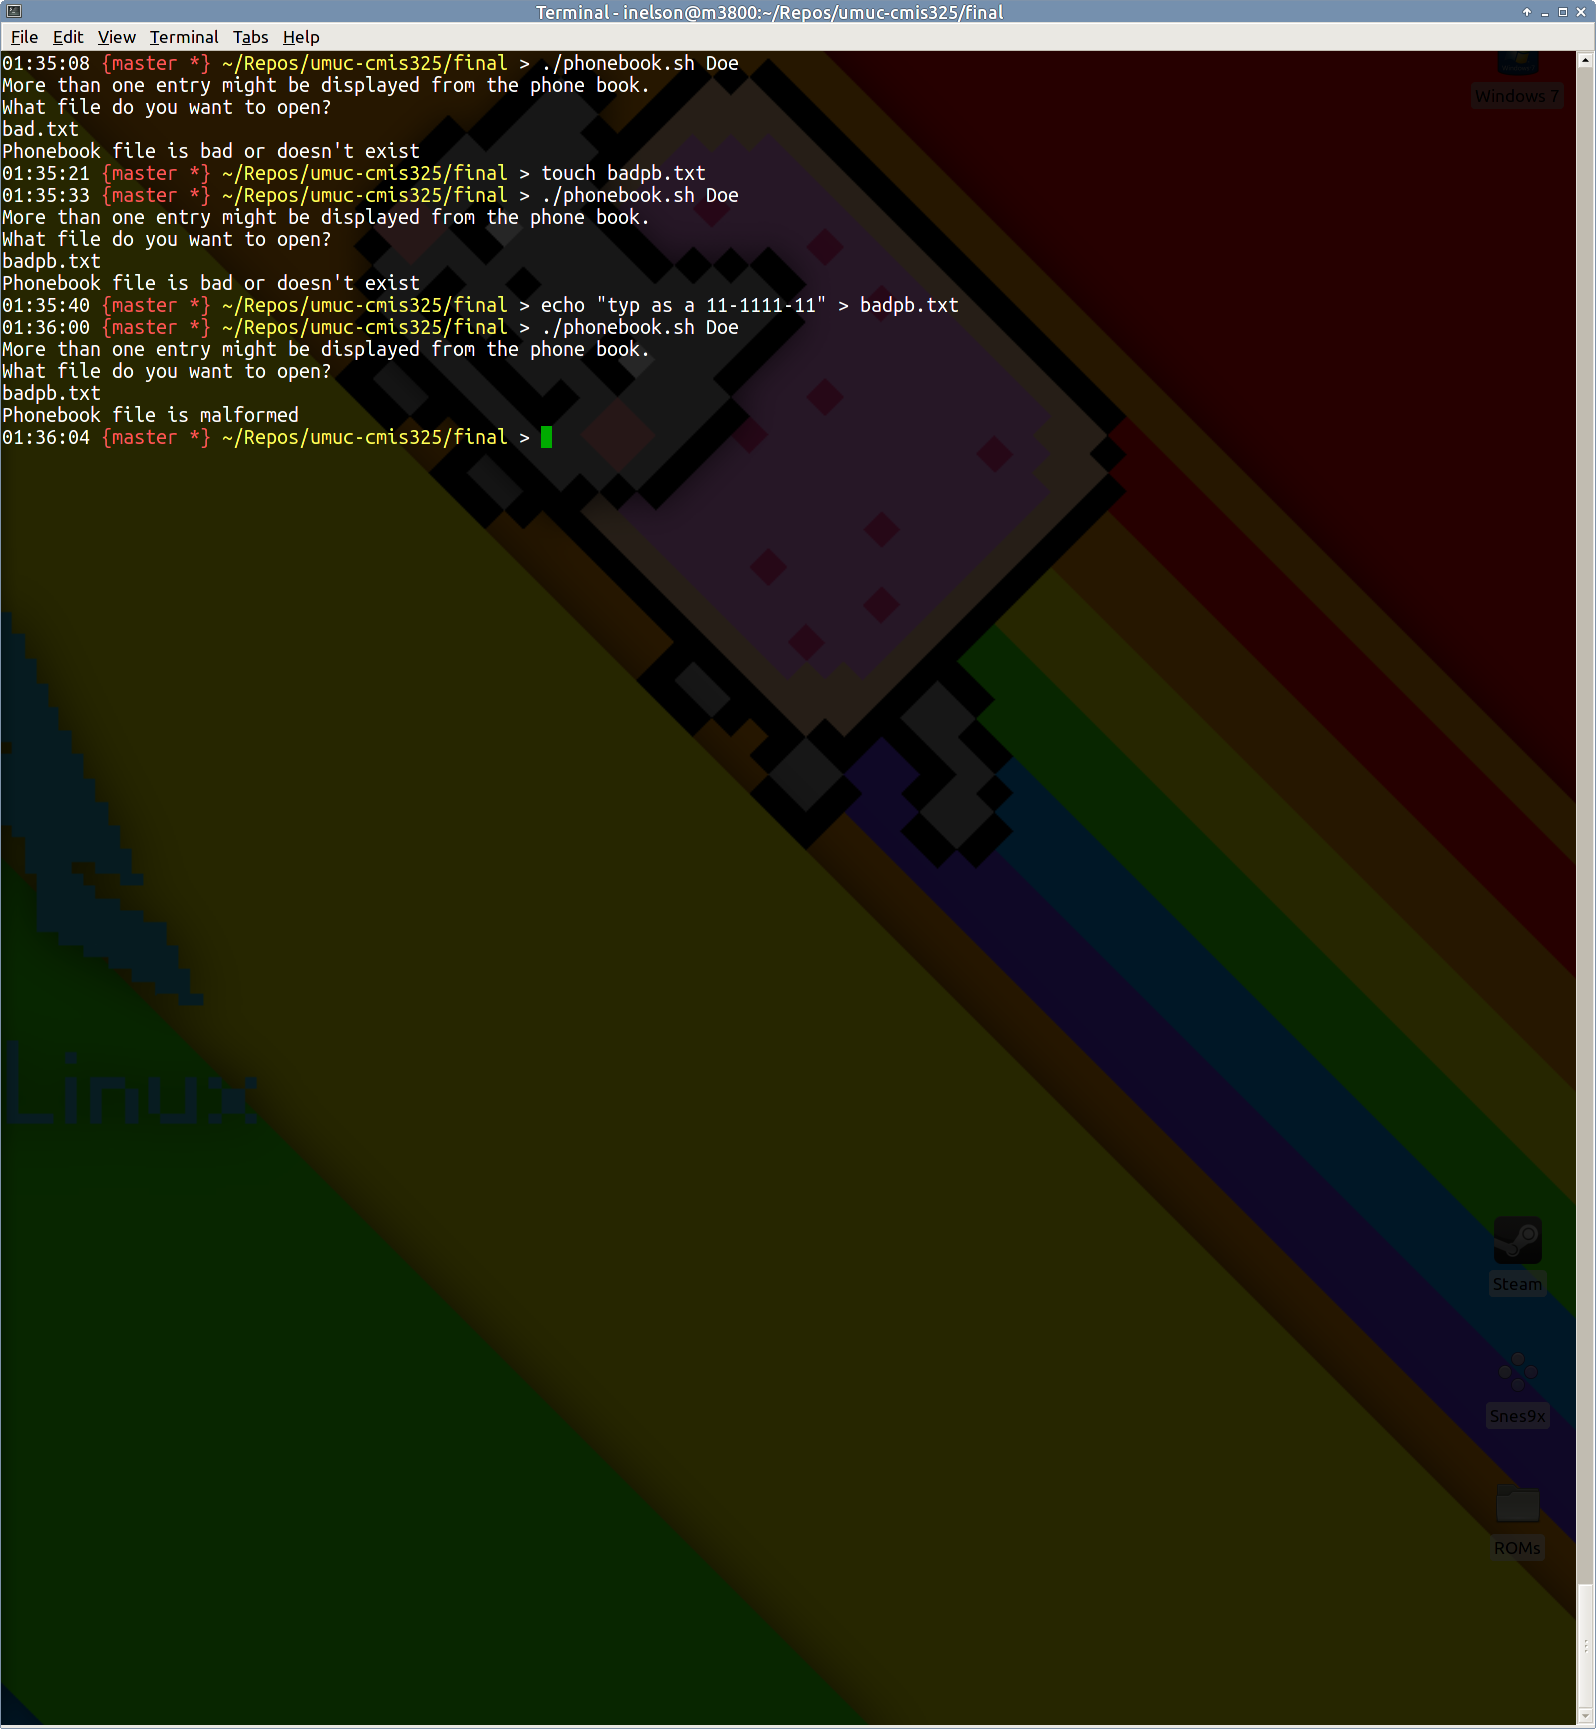 Terminal - inelson@m3800:~/Repos/umuc-cmis325/final
File Edit View Terminal Tabs Help
01:35:08 {master *} ~/Repos/umuc-cmis325/final > ./phonebook.sh Doe
More than one entry might be displayed from the phone book.
What file do you want to open?
bad.txt
Phonebook file is bad or doesn't exist
01:35:21 {master *} ~/Repos/umuc-cmis325/final > touch badpb.txt
01:35:33 {master *} ~/Repos/umuc-cmis325/final > ./phonebook.sh Doe
More than one entry might be displayed from the phone book.
What file do you want to open?
badpb.txt
Phonebook file is bad or doesn't exist
01:35:40 {master *} ~/Repos/umuc-cmis325/final > echo "typ as a 11-1111-11" > badpb.txt
01:36:00 {master *} ~/Repos/umuc-cmis325/final > ./phonebook.sh Doe
More than one entry might be displayed from the phone book.
What file do you want to open?
badpb.txt
Phonebook file is malformed
01:36:04 {master *} ~/Repos/umuc-cmis325/final >
Windows 7
Linux
Steam
Snes9x
ROMs